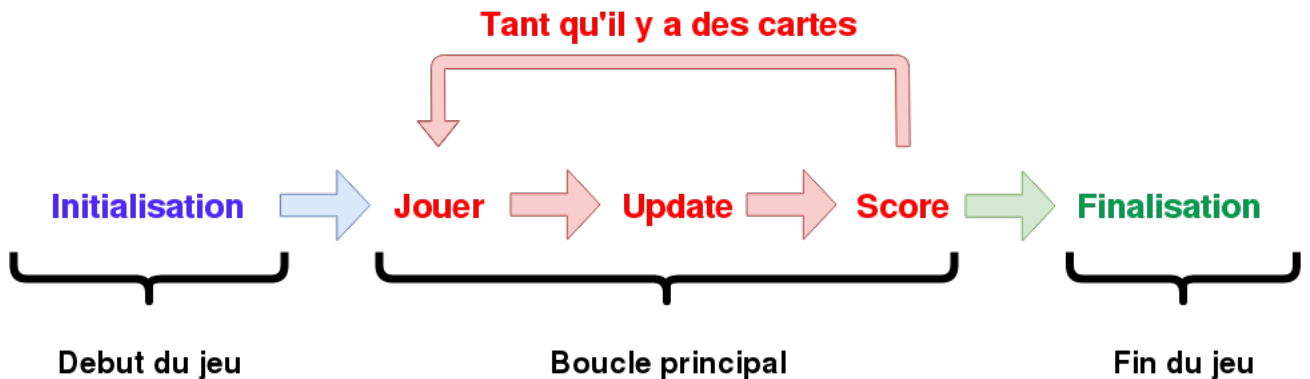 Tant qu'il y a des cartes
Initialisation Jouer Update Score Finalisation
Debut du jeu Boucle principal Fin du jeu